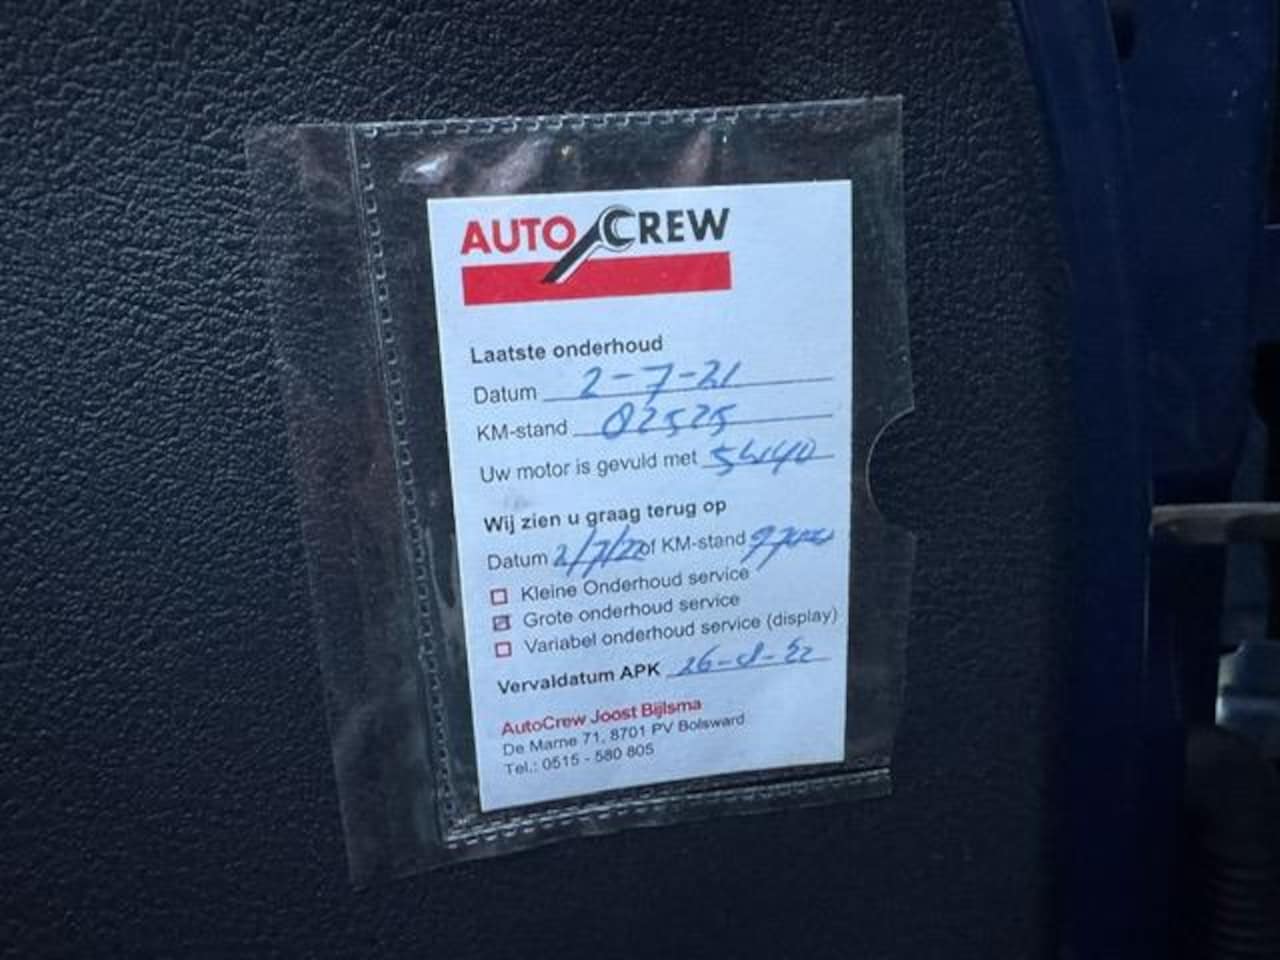 AUTO CREW
Laatste onderhoud
Datum 2-7-21
KM-stand 82525
Uw motor is gevuld met 5W40
Wij zien u graag terug op
Datum 2/7/22 of KM-stand
Kleine Onderhoud service
Grote onderhoud service
Variabel onderhoud service (display)
Vervaldatum APK 26-8-22
AutoCrew Joost Bijlsma
De Marne 71, 8701 PV Bolsward
Tel.: 0515 - 580 805